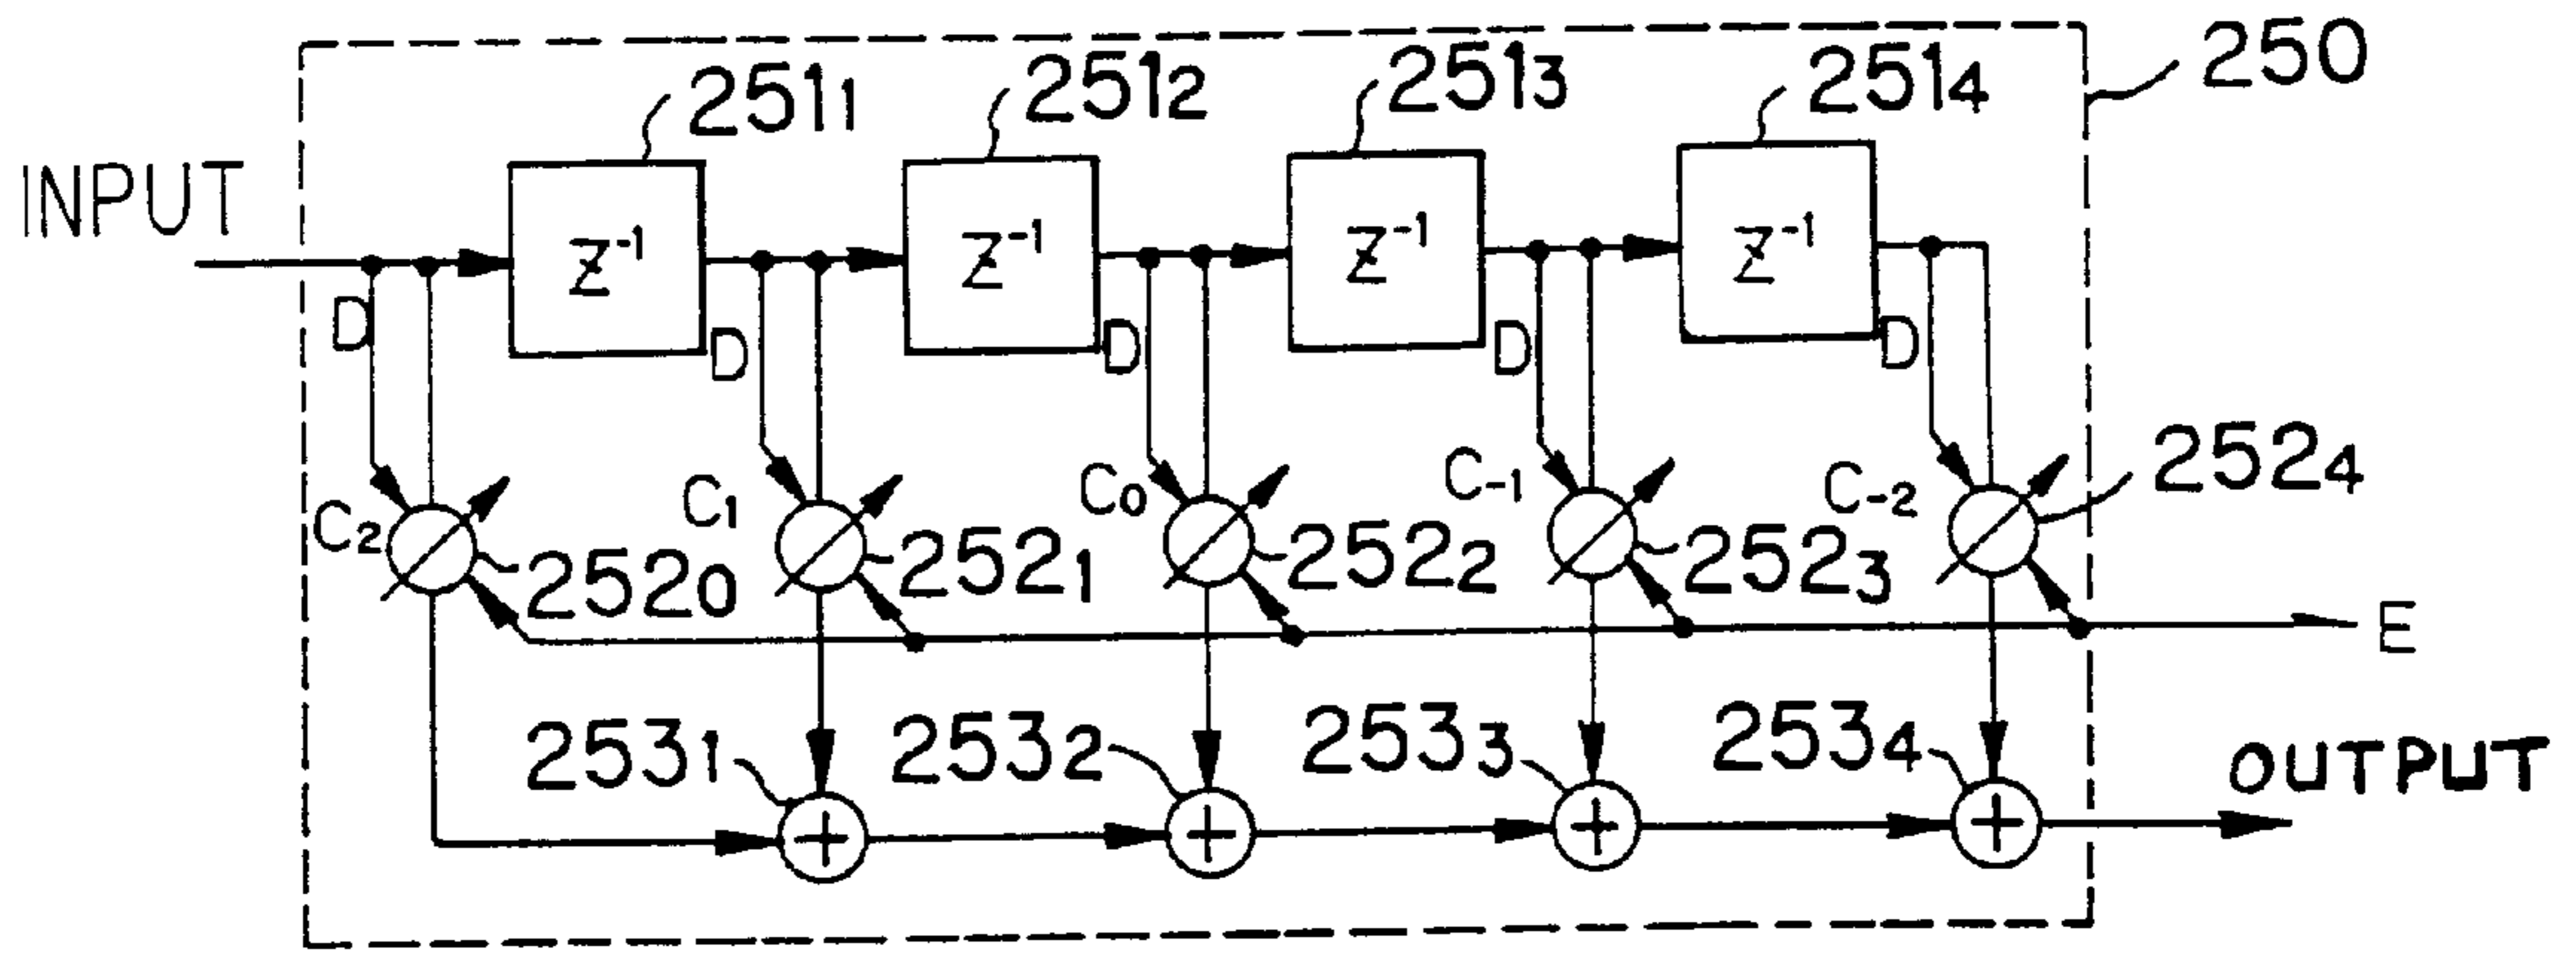 250
2511 2512 2513 2514
INPUT
Z⁻¹ Z⁻¹ Z⁻¹ Z⁻¹
D D D D D
C2 C1 C0 C-1 C-2
2520 2521 2522 2523 2524
E
2531 2532 2533 2534
OUTPUT